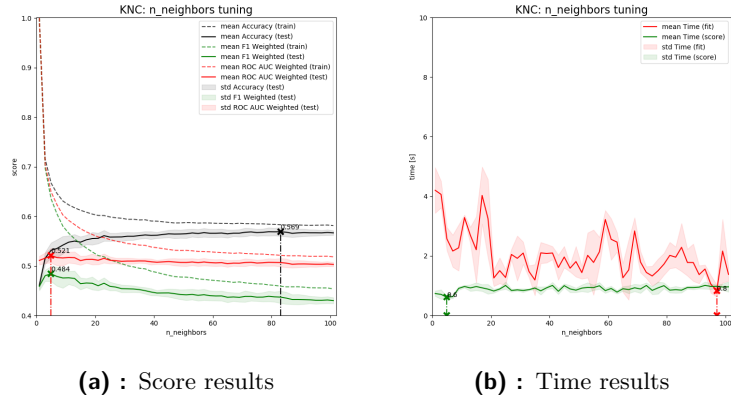 KNC: n_neighbors tuning
1.0
0.9
0.8
0.7
0.6
0.5
0.4
score
0
20
40
60
80
100
n_neighbors
mean Accuracy (train)
mean Accuracy (test)
mean F1 Weighted (train)
mean F1 Weighted (test)
mean ROC AUC Weighted (train)
mean ROC AUC Weighted (test)
std Accuracy (test)
std F1 Weighted (test)
std ROC AUC Weighted (test)
0.569
0.521
0.484
(a) : Score results
KNC: n_neighbors tuning
10
8
6
4
2
0
time [s]
0
20
40
60
80
100
n_neighbors
mean Time (fit)
mean Time (score)
std Time (fit)
std Time (score)
0.6
0.8
(b) : Time results